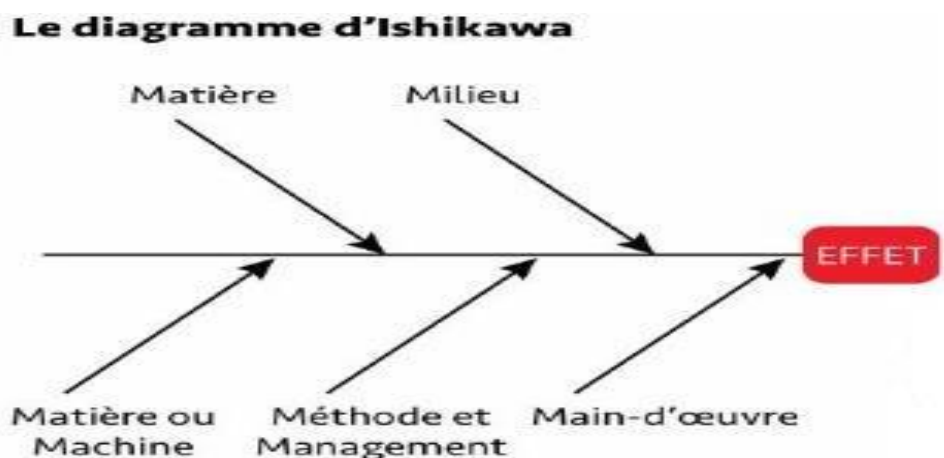 Le diagramme d'Ishikawa
Matière
Milieu
EFFET
Matière ou
Machine
Méthode et
Management
Main-d'œuvre